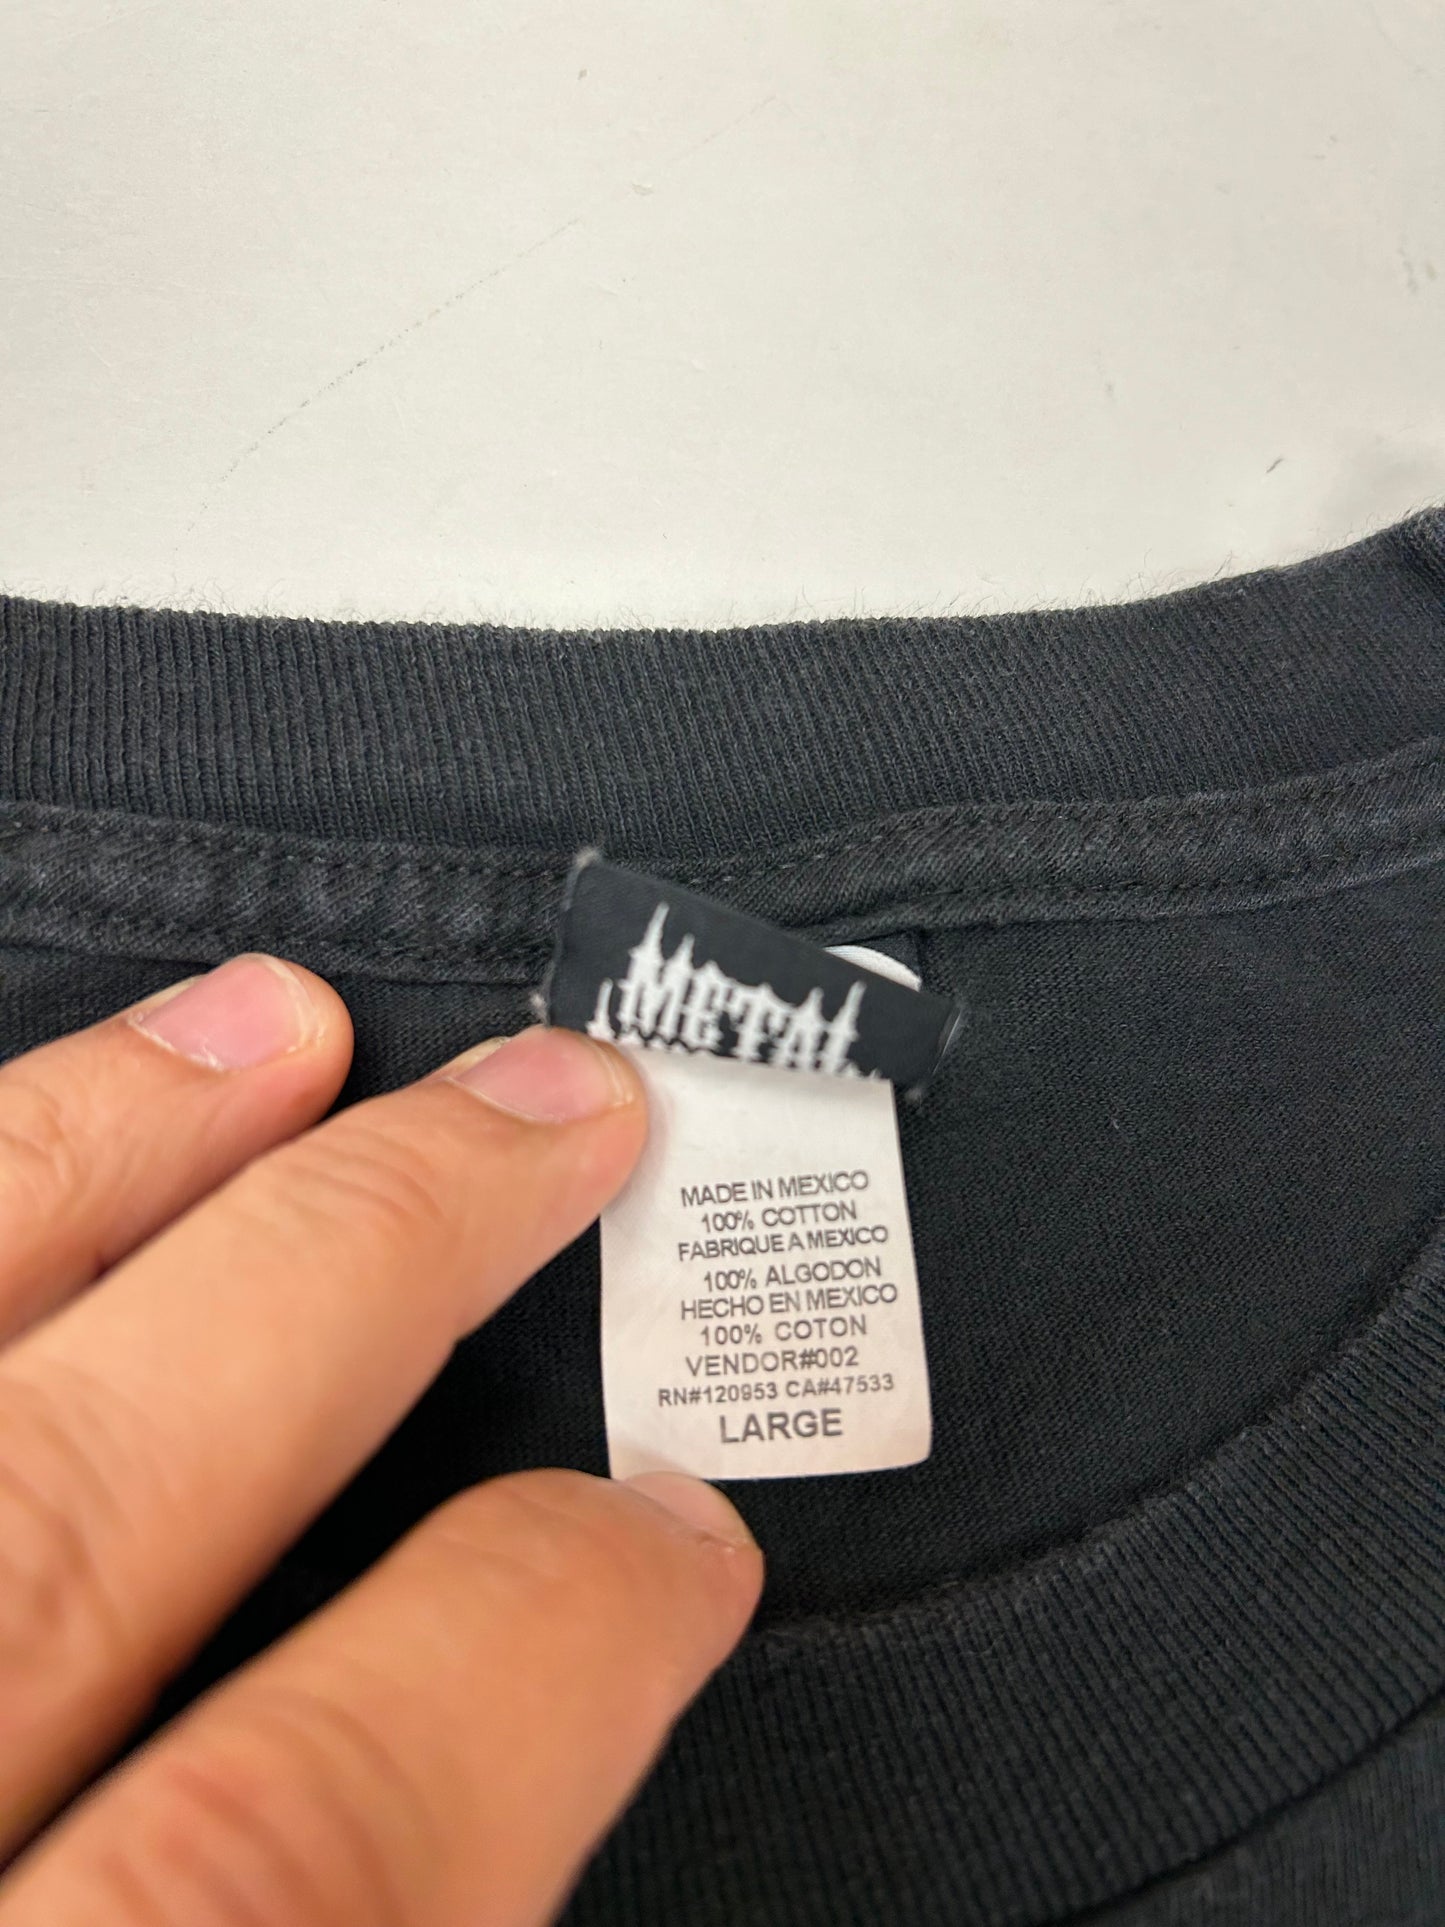 METAL
MADE IN MEXICO
100% COTTON
FABRIQUE A MEXICO
100% ALGODON
HECHO EN MEXICO
100% COTON
VENDOR#002
RN#120953 CA#47533
LARGE